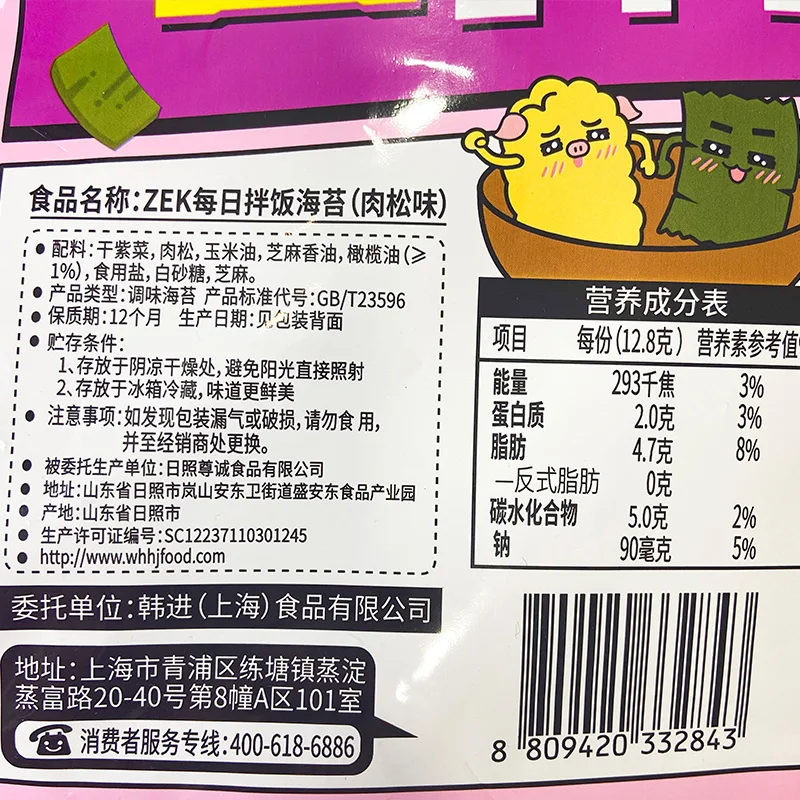 食品名称:ZEK每日拌饭海苔(肉松味)
● 配料:干紫菜,肉松,玉米油,芝麻香油,橄榄油(≥
1%),食用盐,白砂糖,芝麻。
● 产品类型:调味海苔 产品标准代号:GB/T23596
● 保质期:12个月 生产日期:见包装背面
● 贮存条件:
1、存放于阴凉干燥处,避免阳光直接照射
2、存放于冰箱冷藏,味道更鲜美
● 注意事项:如发现包装漏气或破损,请勿食用,
并至经销商处更换。
● 被委托生产单位:日照尊诚食品有限公司
● 地址:山东省日照市岚山安东卫街道盛安东食品产业园
● 产地:山东省日照市
● 生产许可证编号:SC12237110301245
● http://www.whhjfood.com
委托单位:韩进(上海)食品有限公司
地址:上海市青浦区练塘镇蒸淀
蒸富路20-40号第8幢A区101室
消费者服务专线:400-618-6886
营养成分表
项目 每份(12.8克) 营养素参考值
能量 293千焦 3%
蛋白质 2.0克 3%
脂肪 4.7克 8%
—反式脂肪 0克
碳水化合物 5.0克 2%
钠 90毫克 5%
8 809420 332843